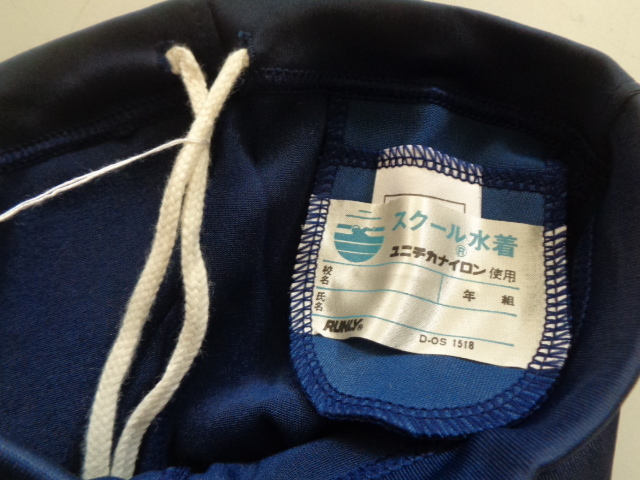 スクール水着
®
ユニチカナイロン使用
校名
年 組
氏名
RUNLY®
D-OS 1518